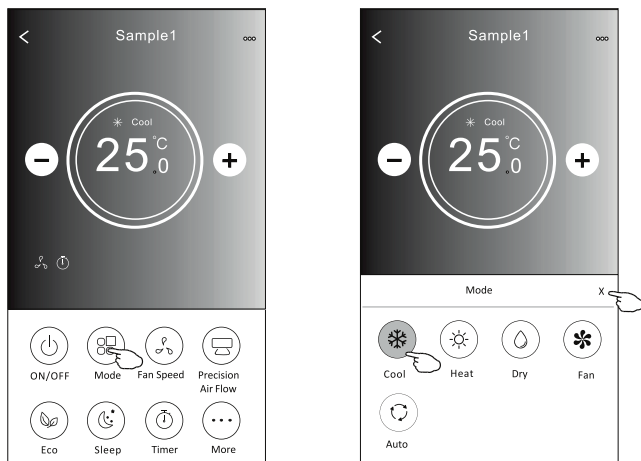 Sample1
Cool
25.0 °C
ON/OFF
Mode
Fan Speed
Precision
Air Flow
Eco
Sleep
Timer
More
Sample1
Cool
25.0 °C
Mode
X
Cool
Heat
Dry
Fan
Auto